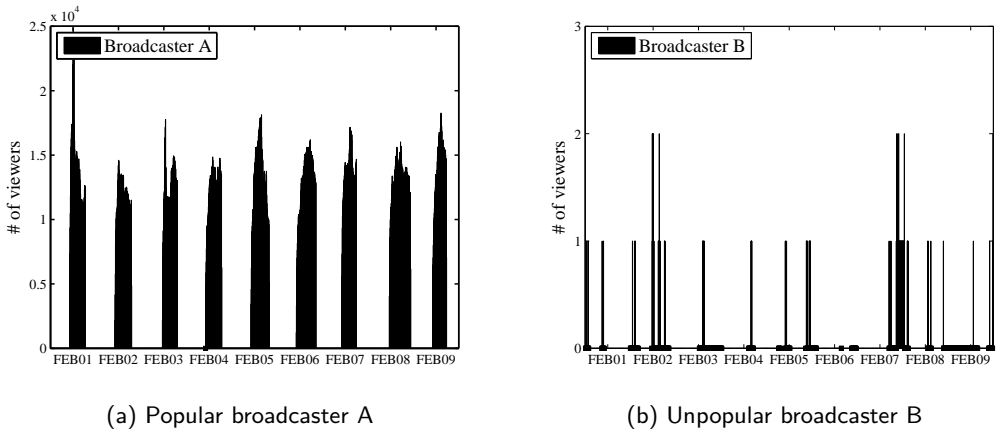 x 10⁴
2.5
2
1.5
1
0.5
0
# of viewers
Broadcaster A
FEB01 FEB02 FEB03 FEB04 FEB05 FEB06 FEB07 FEB08 FEB09
(a) Popular broadcaster A
3
2
1
0
# of viewers
Broadcaster B
FEB01 FEB02 FEB03 FEB04 FEB05 FEB06 FEB07 FEB08 FEB09
(b) Unpopular broadcaster B